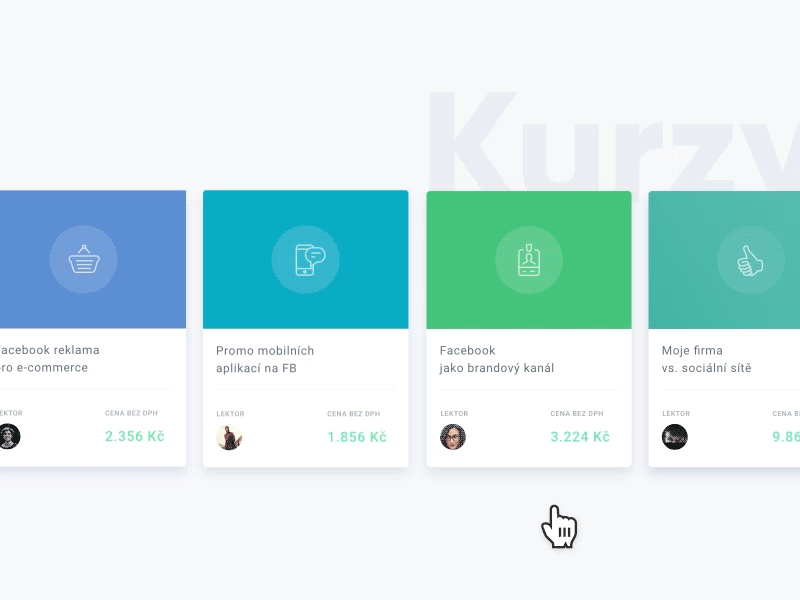 Kurzy
acebook reklama
ro e-commerce
EKTOR
CENA BEZ DPH
2.356 Kč
Promo mobilních
aplikací na FB
LEKTOR
CENA BEZ DPH
1.856 Kč
Facebook
jako brandový kanál
LEKTOR
CENA BEZ DPH
3.224 Kč
Moje firma
vs. sociální sítě
LEKTOR
CENA B
9.86